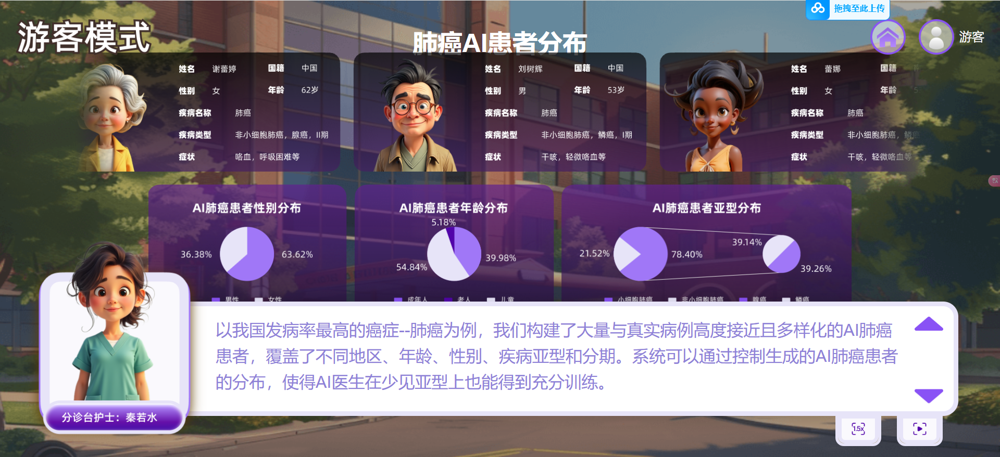 拖拽至此上传
游客模式
肺癌AI患者分布
游客
姓名 谢蕾婷 国籍 中国
性别 女 年龄 62岁
疾病名称 肺癌
疾病类型 非小细胞肺癌，腺癌，II期
症状 咯血，呼吸困难等
姓名 刘树辉 国籍 中国
性别 男 年龄 53岁
疾病名称 肺癌
疾病类型 非小细胞肺癌，鳞癌，I期
症状 干咳，轻微咯血等
姓名 蕾娜 国籍
性别 女 年龄 5
疾病名称 肺癌
疾病类型 非小细胞肺癌，鳞癌
症状 干咳，轻微咯血等
AI肺癌患者性别分布
36.38% 63.62%
男性 女性
AI肺癌患者年龄分布
5.18%
39.98%
54.84%
成年人 老人 儿童
AI肺癌患者亚型分布
39.14%
21.52% 78.40%
39.26%
小细胞肺癌 非小细胞肺癌 腺癌 鳞癌
以我国发病率最高的癌症--肺癌为例，我们构建了大量与真实病例高度接近且多样化的AI肺癌
患者，覆盖了不同地区、年龄、性别、疾病亚型和分期。系统可以通过控制生成的AI肺癌患者
的分布，使得AI医生在少见亚型上也能得到充分训练。
分诊台护士：秦若水
1.5x